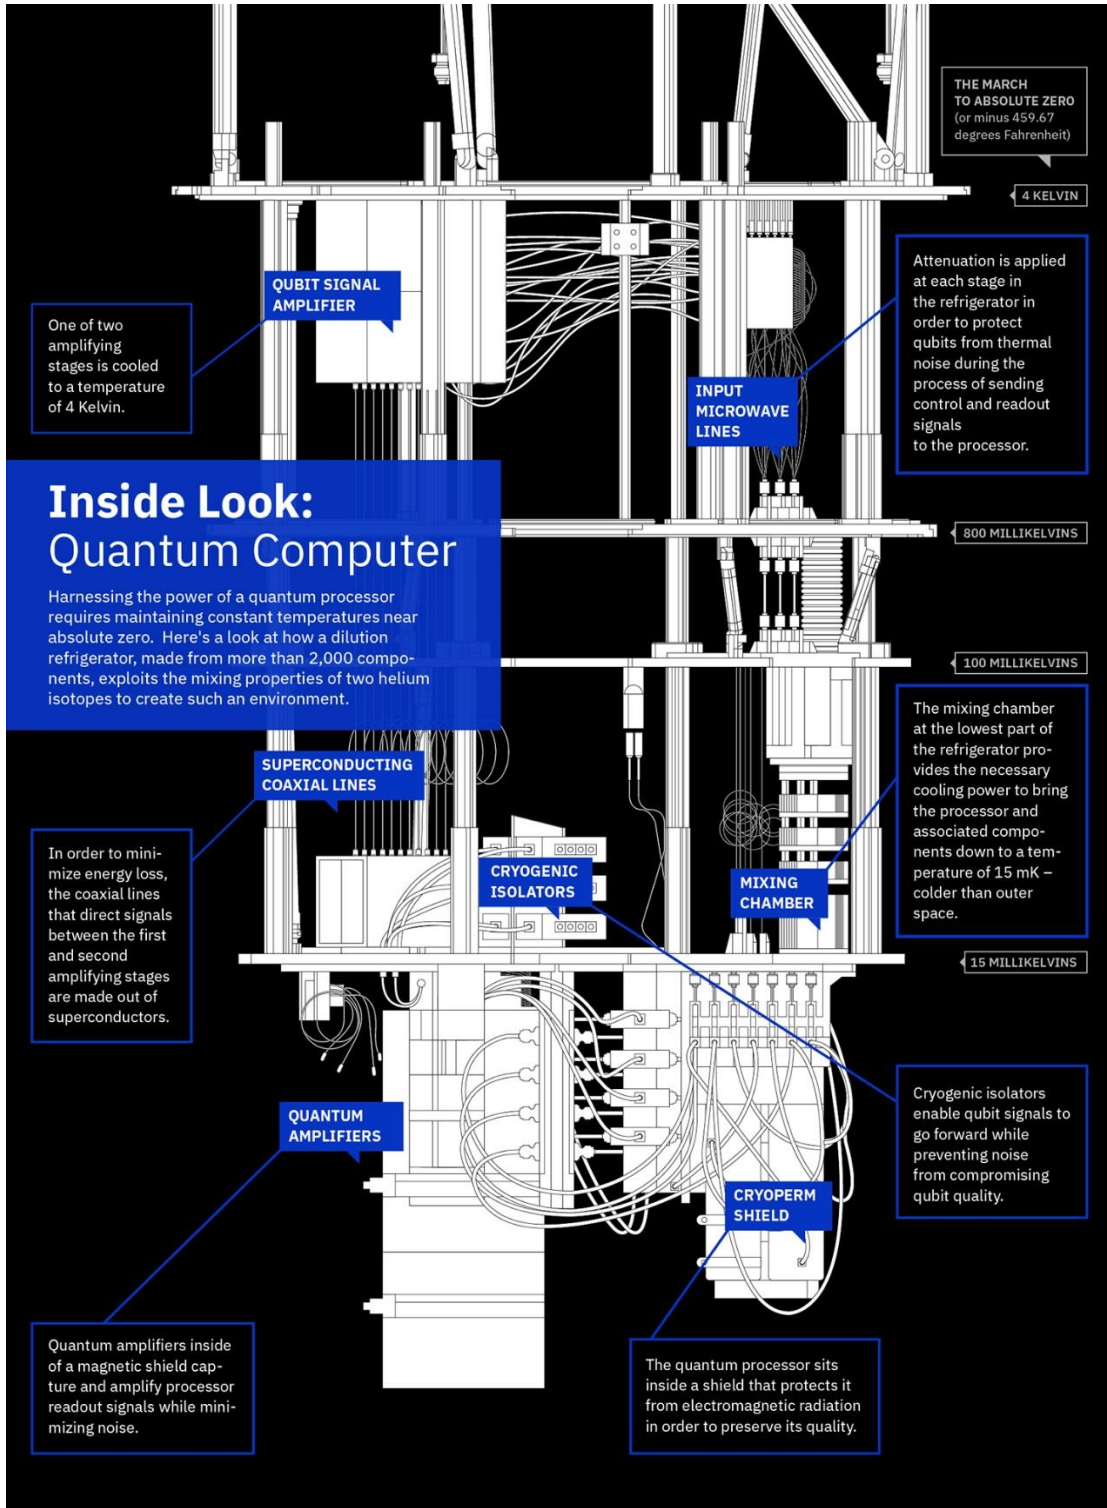 THE MARCH
TO ABSOLUTE ZERO
(or minus 459.67
degrees Fahrenheit)
4 KELVIN
QUBIT SIGNAL
AMPLIFIER
One of two
amplifying
stages is cooled
to a temperature
of 4 Kelvin.
INPUT
MICROWAVE
LINES
Attenuation is applied
at each stage in
the refrigerator in
order to protect
qubits from thermal
noise during the
process of sending
control and readout
signals
to the processor.
Inside Look:
Quantum Computer
Harnessing the power of a quantum processor
requires maintaining constant temperatures near
absolute zero. Here's a look at how a dilution
refrigerator, made from more than 2,000 compo-
nents, exploits the mixing properties of two helium
isotopes to create such an environment.
800 MILLIKELVINS
100 MILLIKELVINS
SUPERCONDUCTING
COAXIAL LINES
In order to mini-
mize energy loss,
the coaxial lines
that direct signals
between the first
and second
amplifying stages
are made out of
superconductors.
CRYOGENIC
ISOLATORS
MIXING
CHAMBER
The mixing chamber
at the lowest part of
the refrigerator pro-
vides the necessary
cooling power to bring
the processor and
associated compo-
nents down to a tem-
perature of 15 mK –
colder than outer
space.
15 MILLIKELVINS
Cryogenic isolators
enable qubit signals to
go forward while
preventing noise
from compromising
qubit quality.
QUANTUM
AMPLIFIERS
CRYOPERM
SHIELD
Quantum amplifiers inside
of a magnetic shield cap-
ture and amplify processor
readout signals while mini-
mizing noise.
The quantum processor sits
inside a shield that protects it
from electromagnetic radiation
in order to preserve its quality.